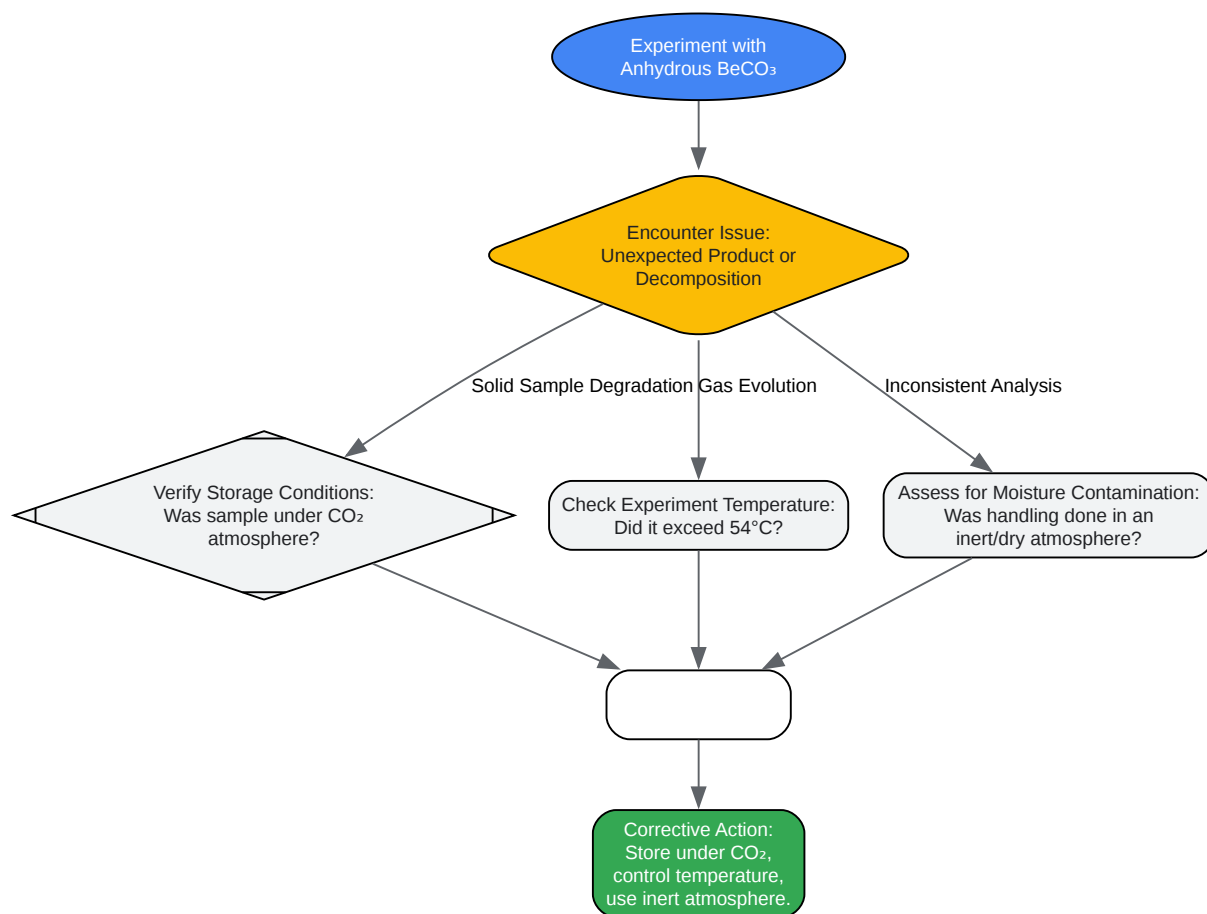 Experiment with
Anhydrous BeCO₃
Encounter Issue:
Unexpected Product or
Decomposition
Solid Sample Degradation
Gas Evolution
Inconsistent Analysis
Verify Storage Conditions:
Was sample under CO₂
atmosphere?
Check Experiment Temperature:
Did it exceed 54°C?
Assess for Moisture Contamination:
Was handling done in an
inert/dry atmosphere?
Corrective Action:
Store under CO₂,
control temperature,
use inert atmosphere.